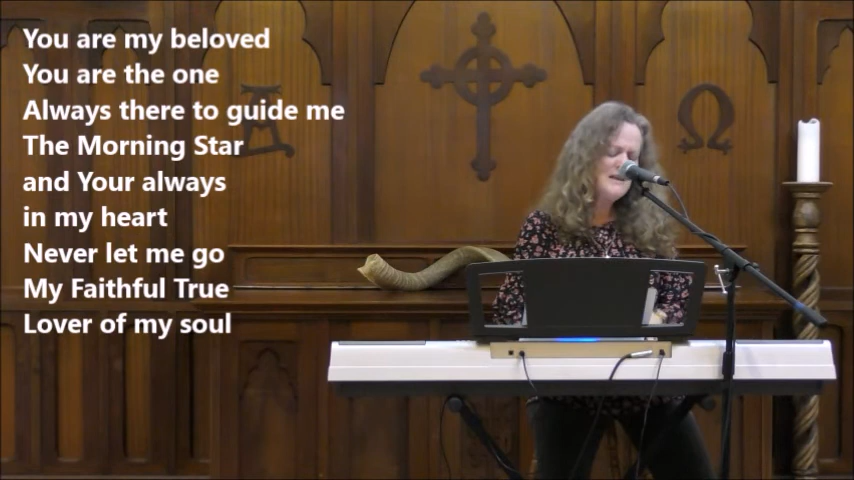 You are my beloved
You are the one
Always there to guide me
The Morning Star
and Your always
in my heart
Never let me go
My Faithful True
Lover of my soul